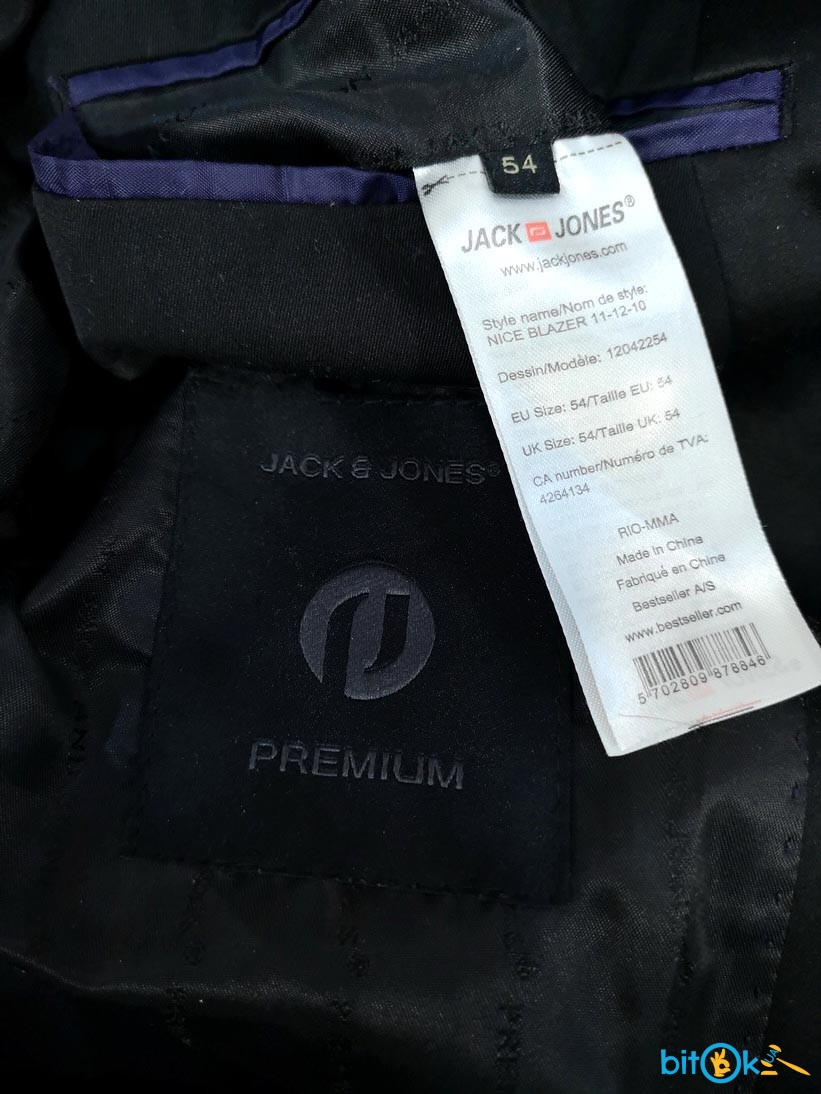 54
JACK JONES®
www.jackjones.com
Style name/Nom de style:
NICE BLAZER 11-12-10
Dessin/Modèle: 12042254
EU Size: 54/Taille EU: 54
UK Size: 54/Taille UK: 54
CA number/Numéro de TVA:
4264134
RIO-MMA
Made in China
Fabriqué en Chine
Bestseller A/S
www.bestseller.com
5 702809 878846
JACK & JONES®
PREMIUM
bitOk
UA